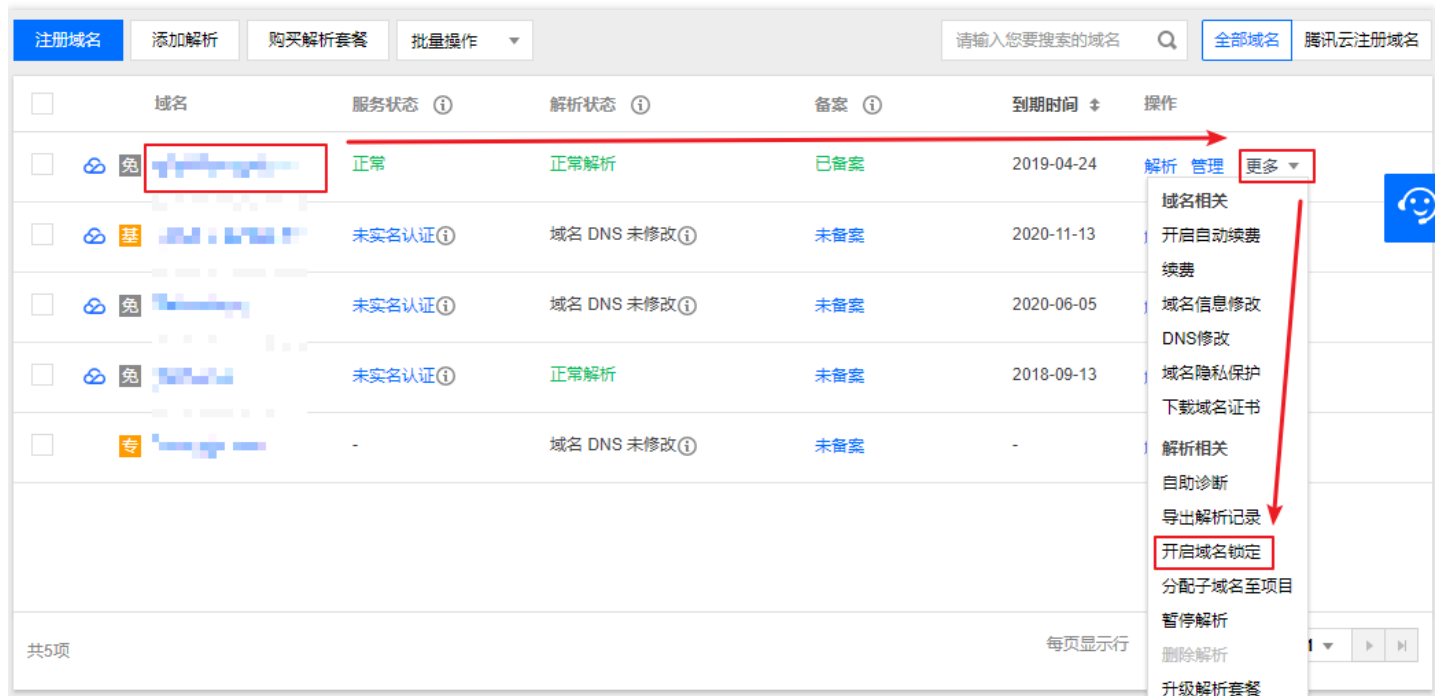 注册域名 添加解析 购买解析套餐 批量操作 请输入您要搜索的域名 全部域名 腾讯云注册域名
域名 服务状态 解析状态 备案 到期时间 操作
免 正常 正常解析 已备案 2019-04-24 解析 管理 更多
域名相关
基 未实名认证 域名 DNS 未修改 未备案 2020-11-13 开启自动续费
续费
免 未实名认证 域名 DNS 未修改 未备案 2020-06-05 域名信息修改
DNS修改
免 未实名认证 正常解析 未备案 2018-09-13 域名隐私保护
下载域名证书
专 - 域名 DNS 未修改 未备案 - 解析相关
自助诊断
导出解析记录
开启域名锁定
分配子域名至项目
暂停解析
共5项 每页显示行 1
删除解析
升级解析套餐